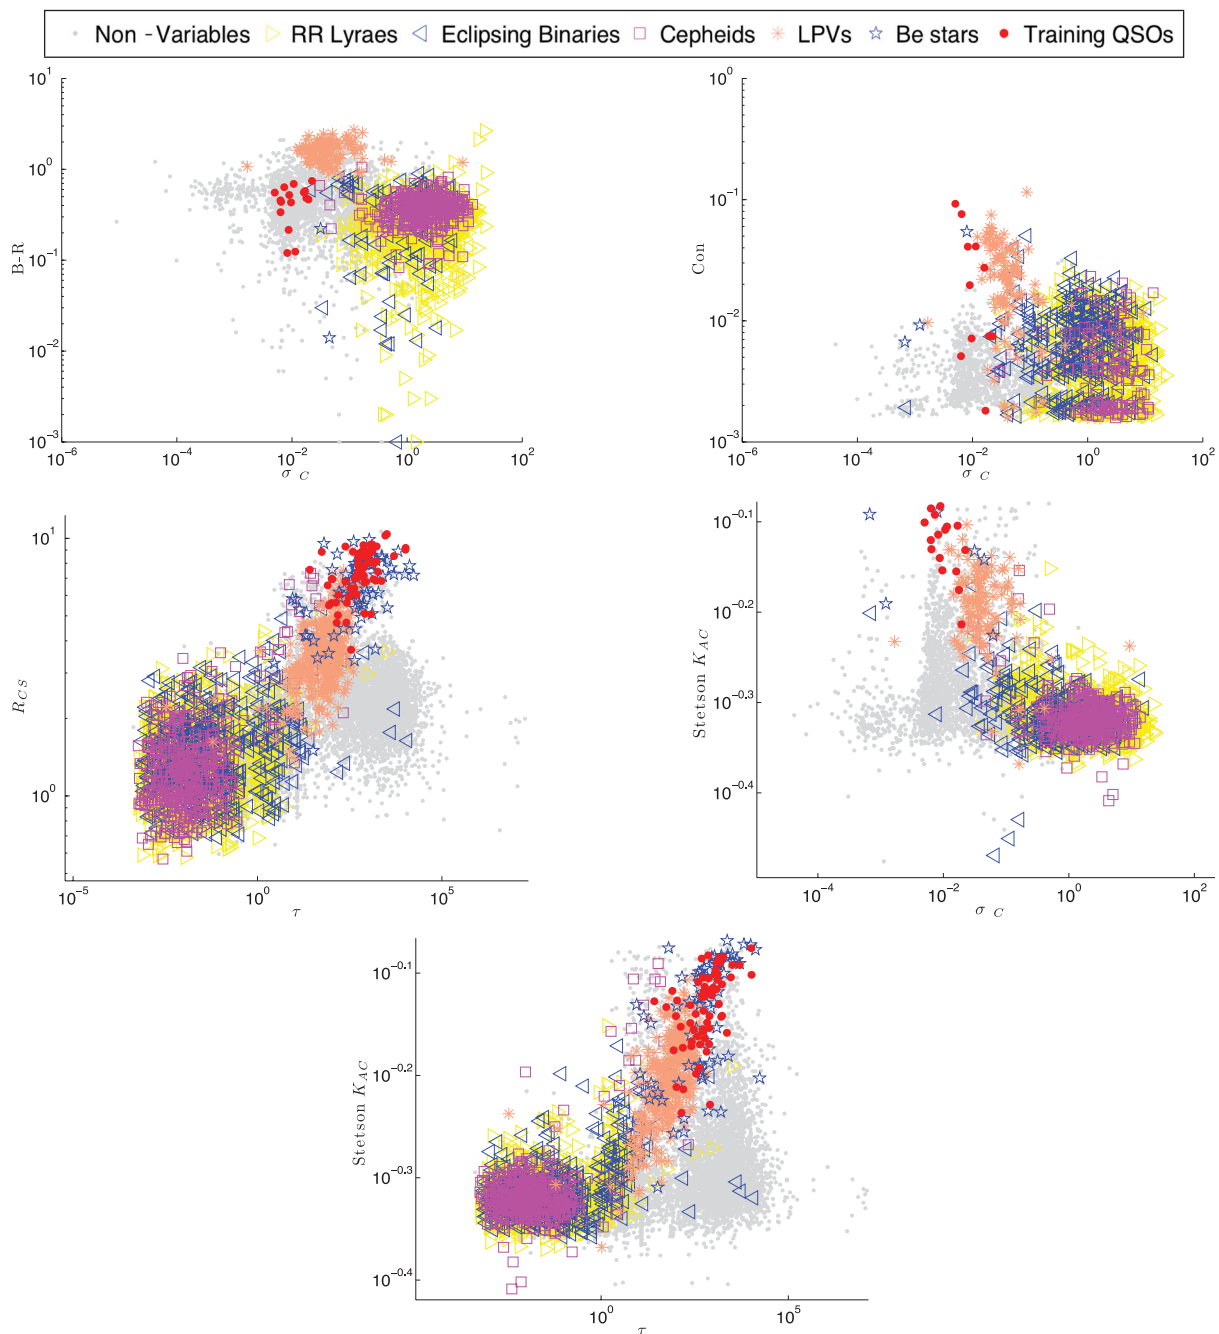 Non -Variables RR Lyraes Eclipsing Binaries Cepheids LPVs Be stars Training QSOs
10^1
10^0
10^-1
10^-2
10^-3
B-R
10^-6 10^-4 10^-2 10^0 10^2
σ C
10^0
10^-1
10^-2
10^-3
Con
10^-6 10^-4 10^-2 10^0 10^2
σ C
10^1
10^0
R_CS
10^-5 10^0 10^5
τ
10^-0.1
10^-0.2
10^-0.3
10^-0.4
Stetson K_AC
10^-4 10^-2 10^0 10^2
σ C
10^-0.1
10^-0.2
10^-0.3
10^-0.4
Stetson K_AC
10^0 10^5
τ